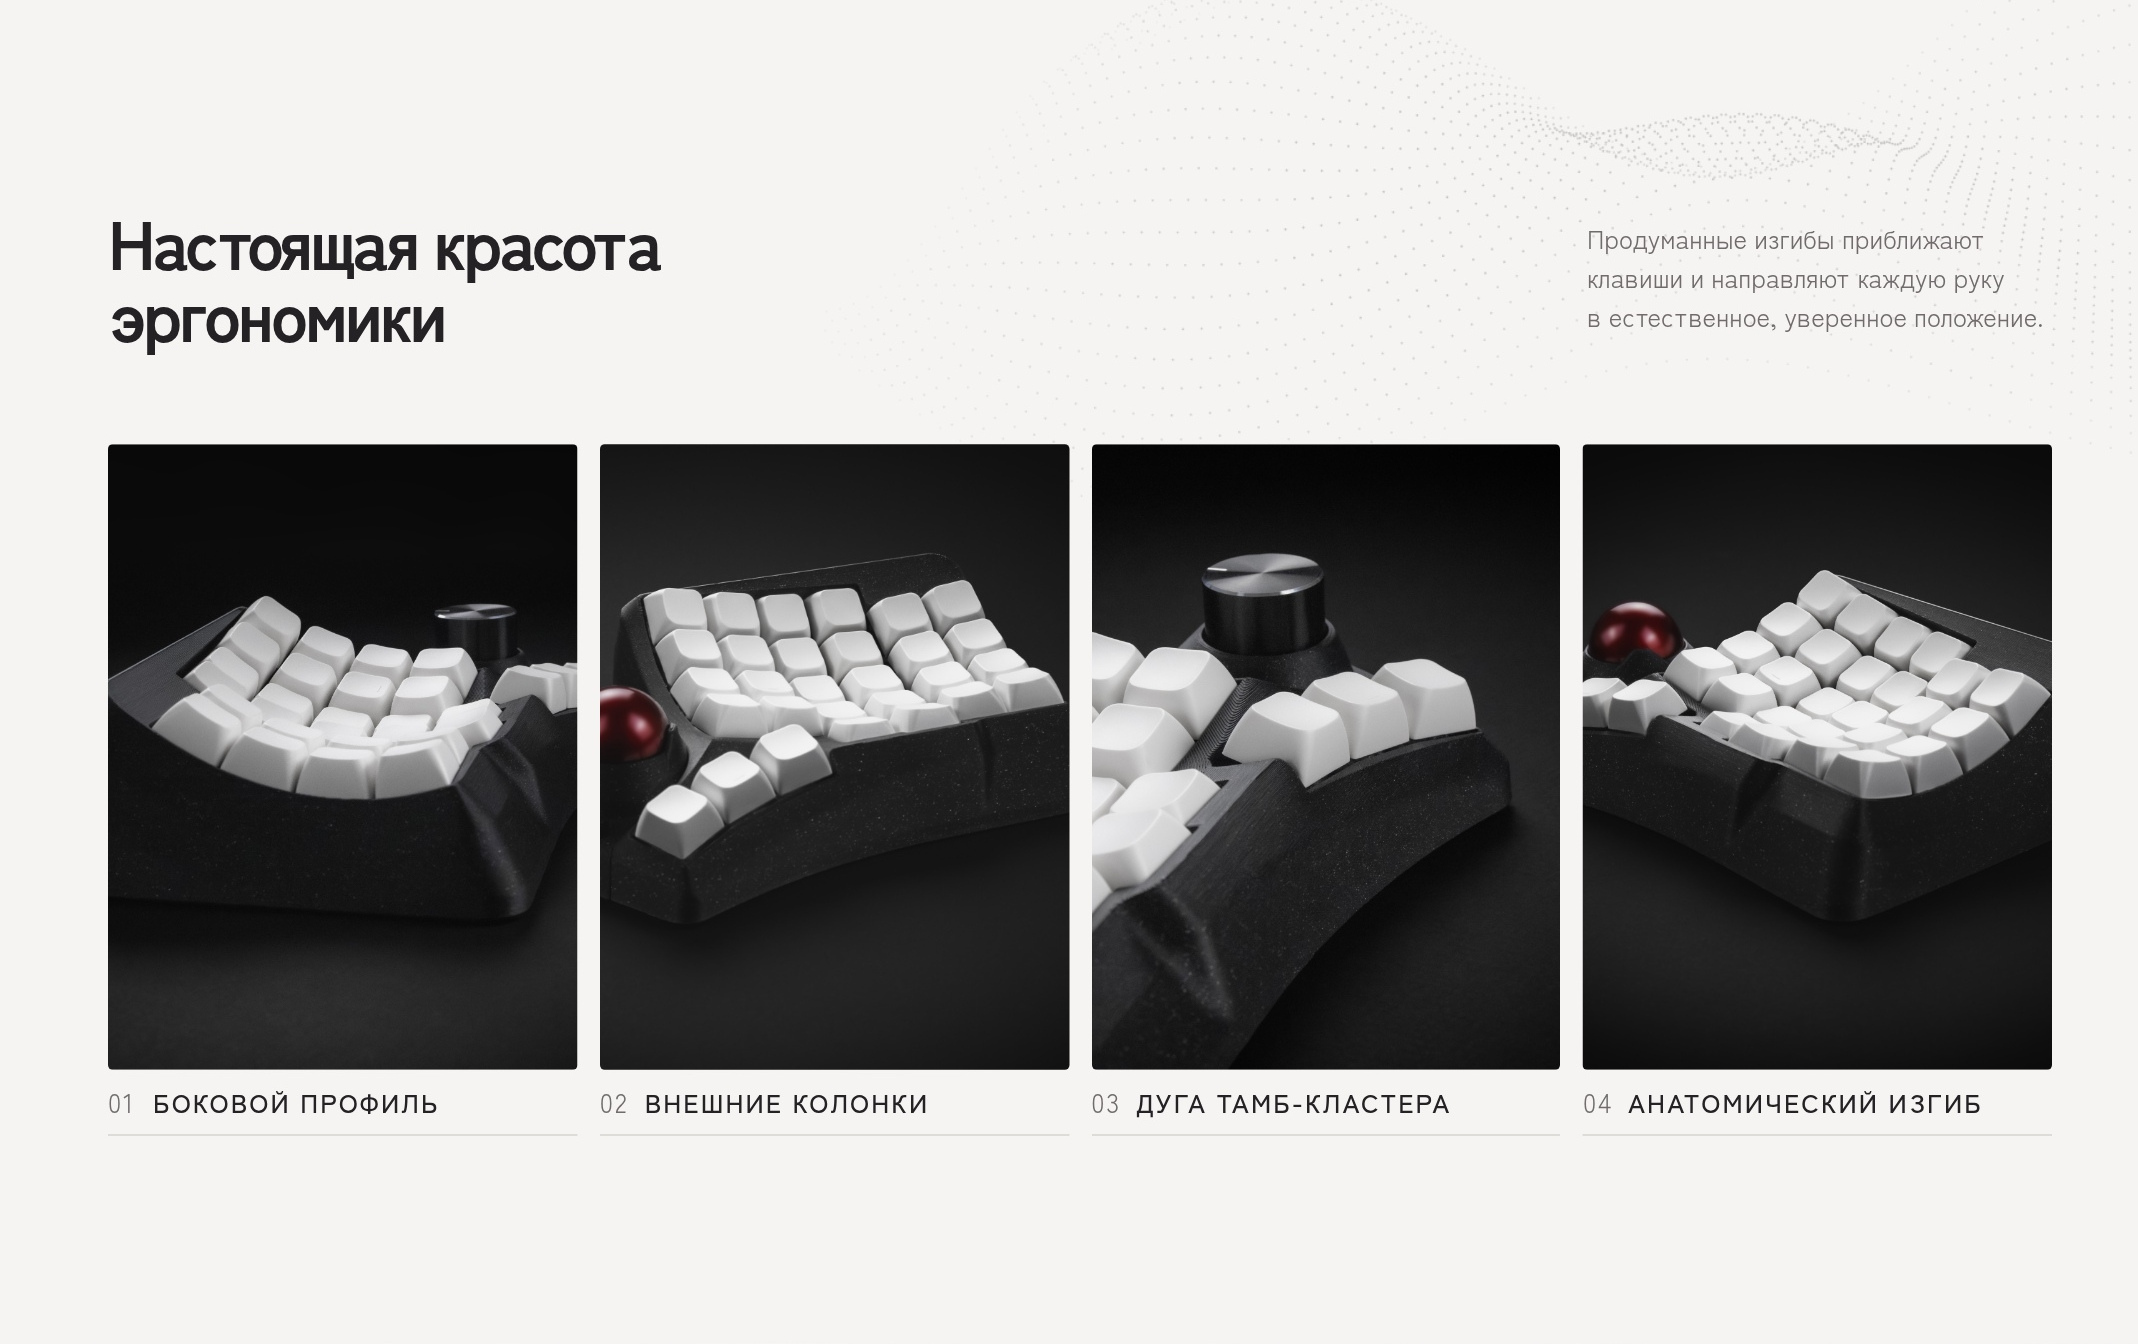 Настоящая красота
эргономики
Продуманные изгибы приближают
клавиши и направляют каждую руку
в естественное, уверенное положение.
01 БОКОВОЙ ПРОФИЛЬ
02 ВНЕШНИЕ КОЛОНКИ
03 ДУГА ТАМБ-КЛАСТЕРА
04 АНАТОМИЧЕСКИЙ ИЗГИБ